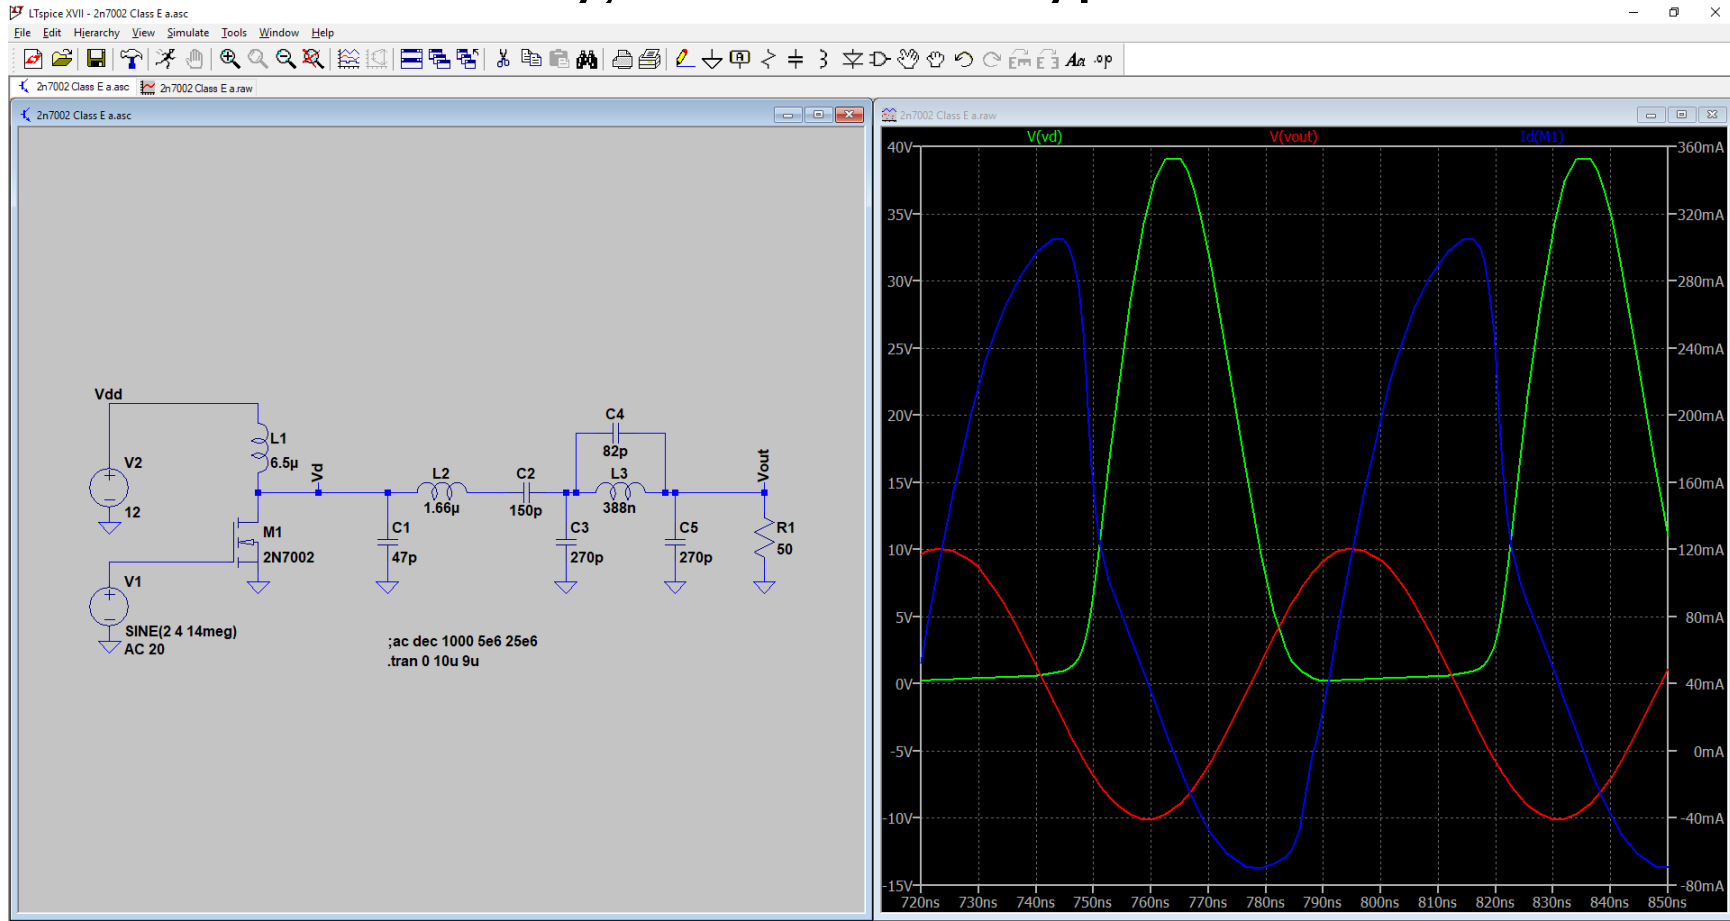 LTspice XVII - 2n7002 Class E a.asc
File Edit Hierarchy View Simulate Tools Window Help
2n7002 Class E a.asc 2n7002 Class E a.raw
2n7002 Class E a.asc
Vdd
V2
12
L1
6.5µ
Vd
M1
2N7002
V1
SINE(2 4 14meg)
AC 20
C1
47p
L2
1.66µ
C2
150p
C4
82p
L3
388n
C3
270p
C5
270p
Vout
R1
50
;ac dec 1000 5e6 25e6
.tran 0 10u 9u
2n7002 Class E a.raw
V(vd) V(vout) Id(M1)
40V 360mA
35V 320mA
30V 280mA
25V 240mA
20V 200mA
15V 160mA
10V 120mA
5V 80mA
0V 40mA
-5V 0mA
-10V -40mA
-15V -80mA
720ns 730ns 740ns 750ns 760ns 770ns 780ns 790ns 800ns 810ns 820ns 830ns 840ns 850ns